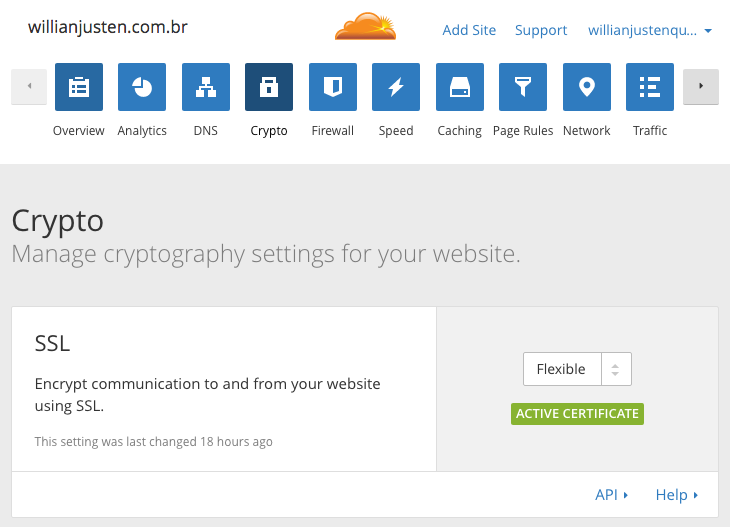 willianjusten.com.br
Add Site Support willianjustenqu...
Overview Analytics DNS Crypto Firewall Speed Caching Page Rules Network Traffic
Crypto
Manage cryptography settings for your website.
SSL
Encrypt communication to and from your website
using SSL.
This setting was last changed 18 hours ago
Flexible
ACTIVE CERTIFICATE
API Help